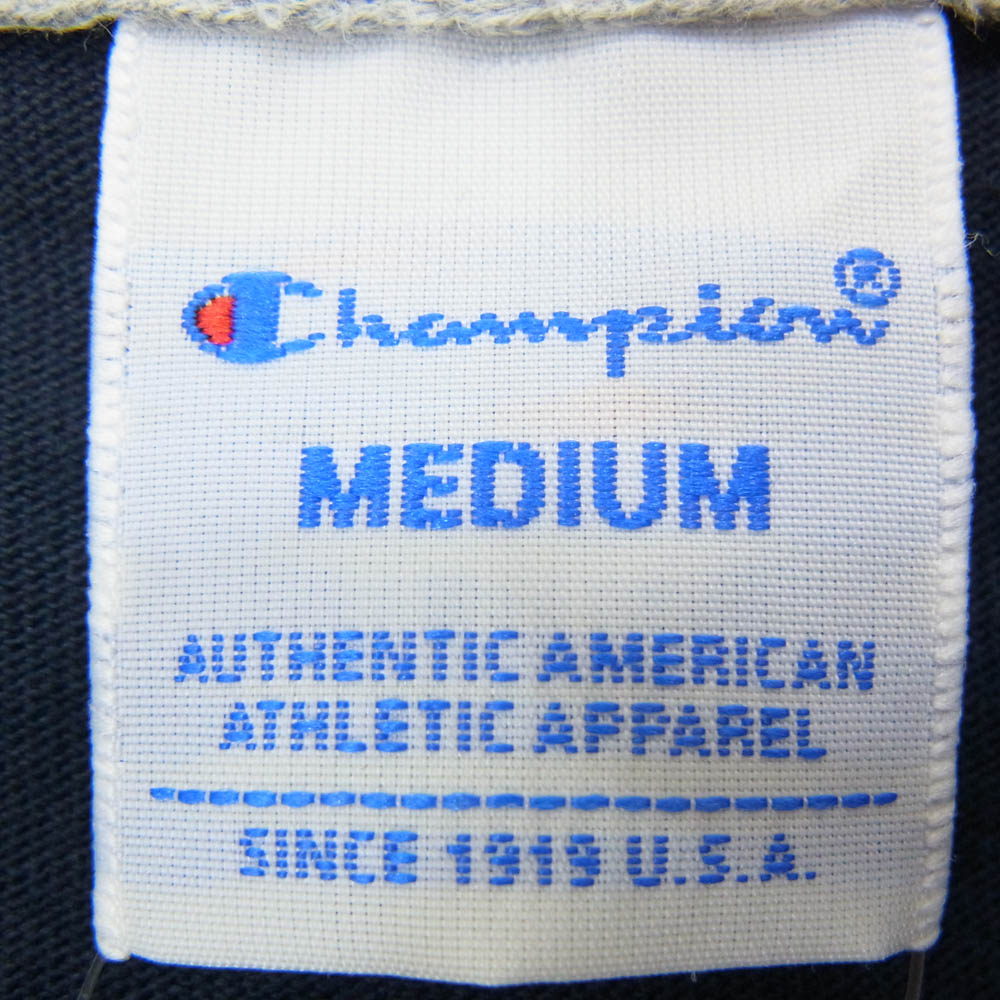 Champion®
MEDIUM
AUTHENTIC AMERICAN
ATHLETIC APPAREL
SINCE 1919 U.S.A.